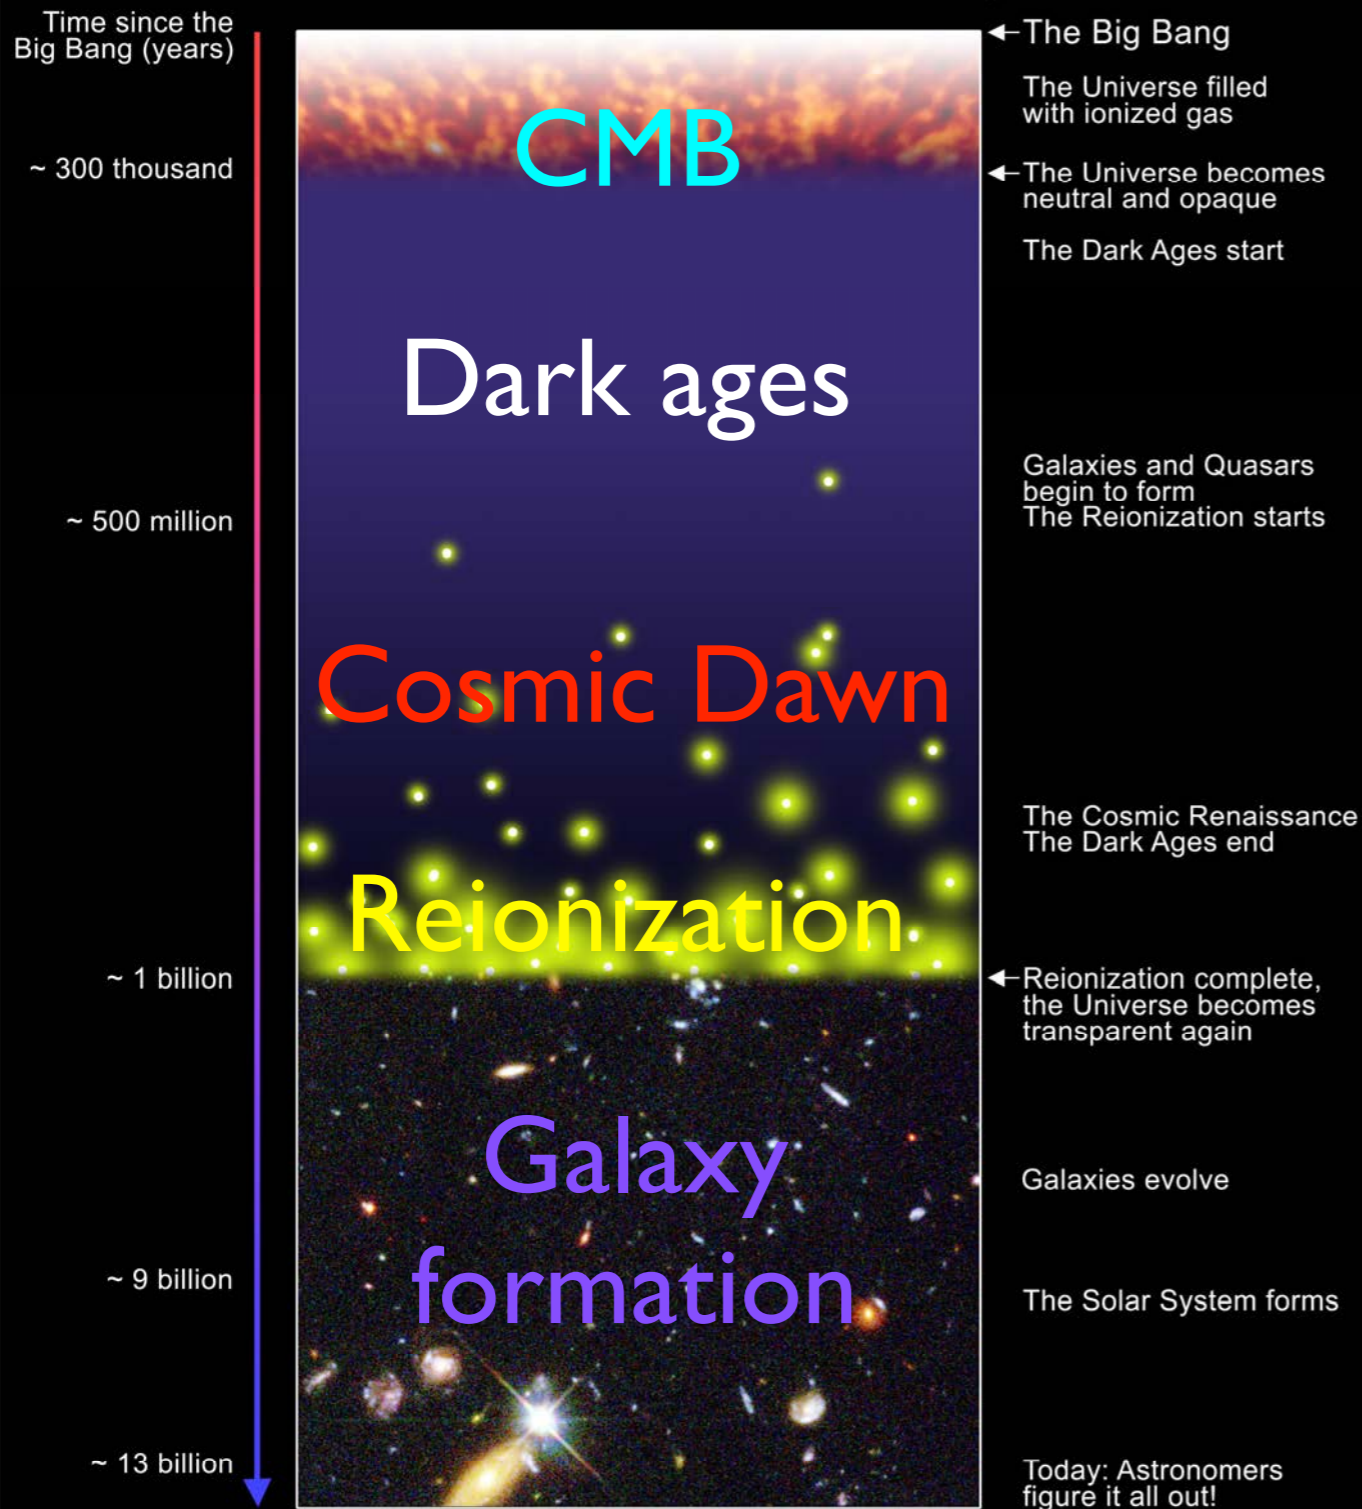 Time since the
Big Bang (years)
The Big Bang
The Universe filled
with ionized gas
CMB
~ 300 thousand
The Universe becomes
neutral and opaque
The Dark Ages start
Dark ages
Galaxies and Quasars
begin to form
~ 500 million
The Reionization starts
Cosmic Dawn
The Cosmic Renaissance
The Dark Ages end
Reionization
~ 1 billion
Reionization complete,
the Universe becomes
transparent again
Galaxy
formation
Galaxies evolve
~ 9 billion
The Solar System forms
~ 13 billion
Today: Astronomers
figure it all out!